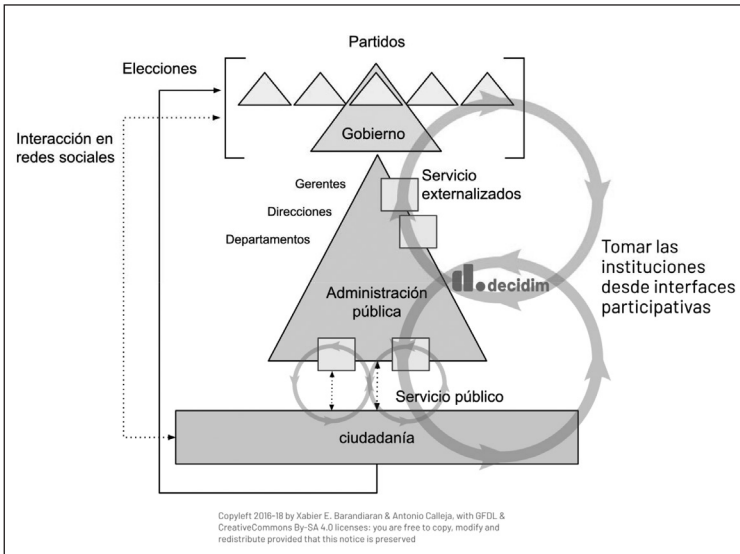 Partidos
Elecciones
Interacción en
redes sociales
Gobierno
Gerentes
Direcciones
Departamentos
Servicio
externalizados
decidim
Tomar las
instituciones
desde interfaces
participativas
Administración
pública
Servicio público
ciudadanía
Copyleft 2016-18 by Xabier E. Barandiaran & Antonio Calleja, with GFDL &
CreativeCommons By-SA 4.0 licenses: you are free to copy, modify and
redistribute provided that this notice is preserved